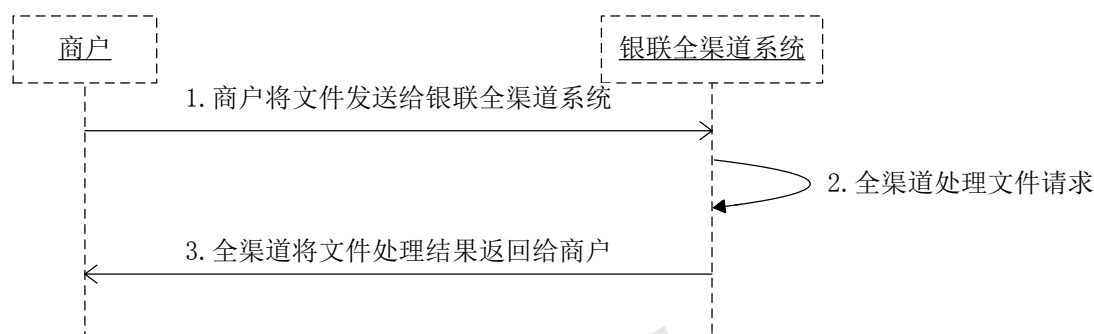 商户
银联全渠道系统
1.商户将文件发送给银联全渠道系统
2.全渠道处理文件请求
3.全渠道将文件处理结果返回给商户